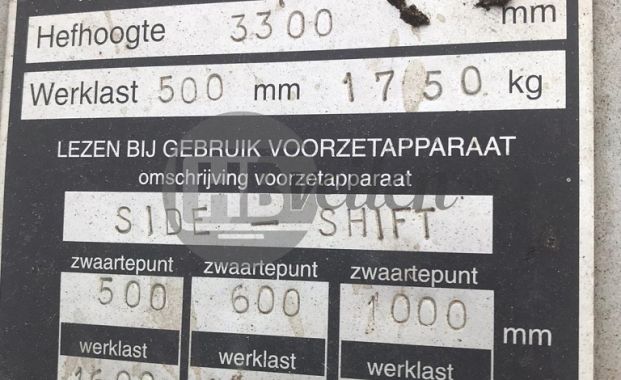 Hefhoogte 3300 mm
Werklast 500 mm 1750 kg
LEZEN BIJ GEBRUIK VOORZETAPPARAAT
omschrijving voorzetapparaat
SIDE - SHIFT
zwaartepunt zwaartepunt zwaartepunt
500 600 1000 mm
werklast werklast werklast